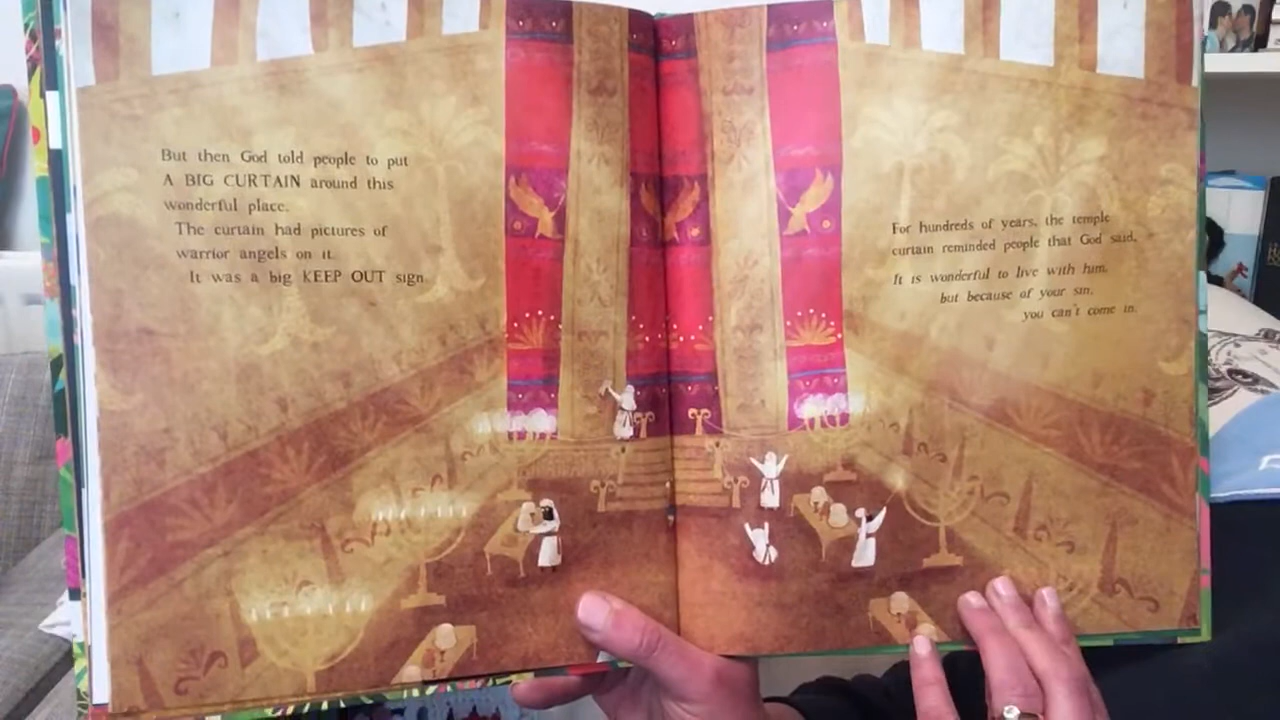 But then God told people to put
A BIG CURTAIN around this
wonderful place.
The curtain had pictures of
warrior angels on it.
It was a big KEEP OUT sign.
For hundreds of years, the temple
curtain reminded people that God said,
It is wonderful to live with him,
but because of your sin,
you can't come in.